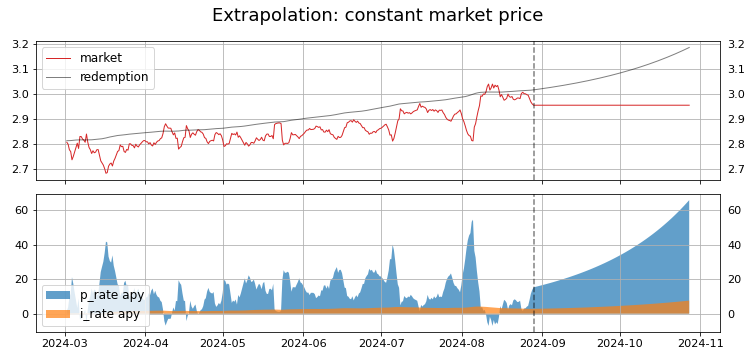 Extrapolation: constant market price
3.2 3.2
3.1 3.1
3.0 3.0
2.9 2.9
2.8 2.8
2.7 2.7
market
redemption
60 60
40 40
20 20
0 0
p_rate apy
i_rate apy
2024-03 2024-04 2024-05 2024-06 2024-07 2024-08 2024-09 2024-10 2024-11